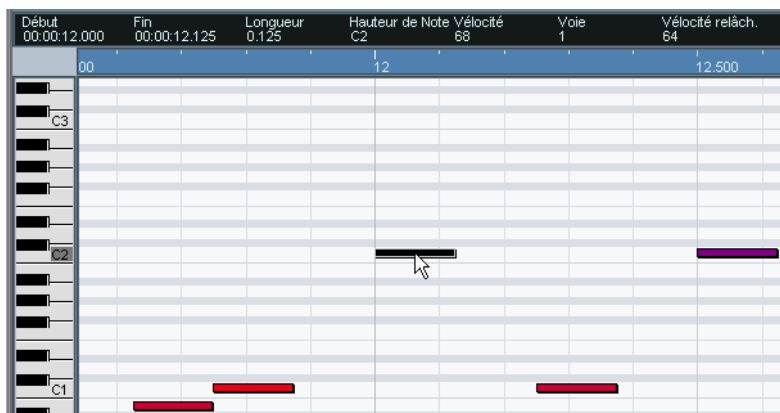 Début Fin Longueur Hauteur de Note Vélocité Voie Vélocité relâch.
00:00:12.000 00:00:12.125 0.125 C2 68 1 64
00 12 12.500
C3
C2
C1